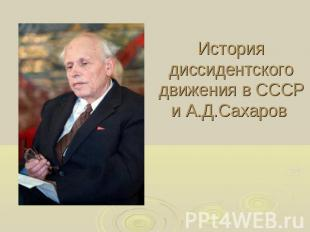 История
диссидентского
движения в СССР
и А.Д.Сахаров
PPt4WEB.ru